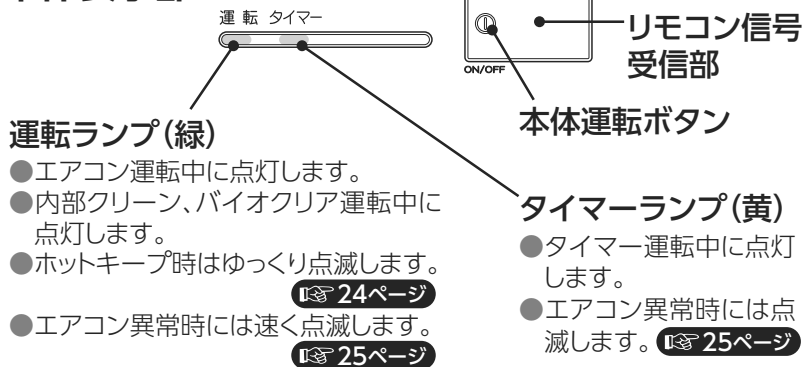 運 転 タイマー
ON/OFF
リモコン信号
受信部
本体運転ボタン
運転ランプ(緑)
●エアコン運転中に点灯します。
●内部クリーン、バイオクリア運転中に
点灯します。
●ホットキープ時はゆっくり点滅します。
☞24ページ
●エアコン異常時には速く点滅します。
☞25ページ
タイマーランプ(黄)
●タイマー運転中に点灯
します。
●エアコン異常時には点
滅します。☞25ページ